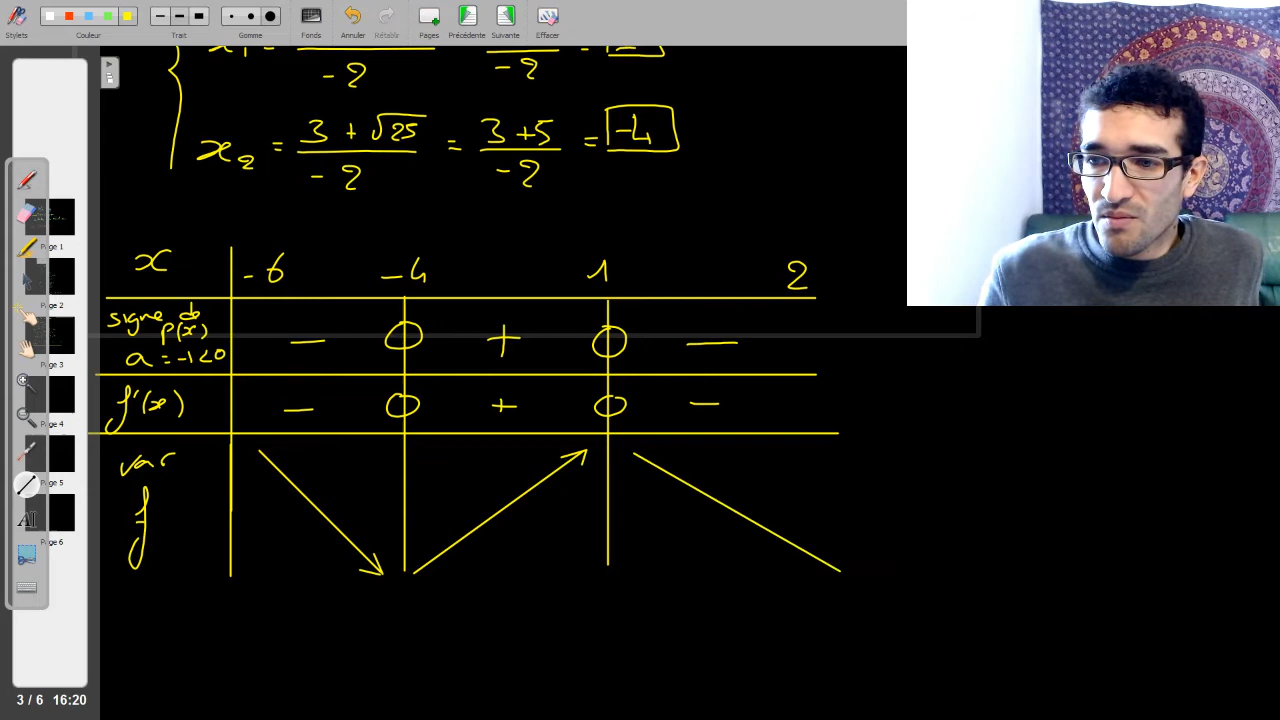 Stylets Couleur Trait Gomme Fonds Annuler Rétablir Pages Précédente Suivante Effacer
- 2 - 2
x₂ = 3 + √25 / - 2 = 3 + 5 / - 2 = -4
x - 6 - 4 1 2
signe de p(x) a = -1 < 0 - 0 + 0 -
f'(x) - 0 + 0 -
var f
Page 1
Page 2
Page 3
Page 4
Page 5
Page 6
AI
3 / 6 16:20